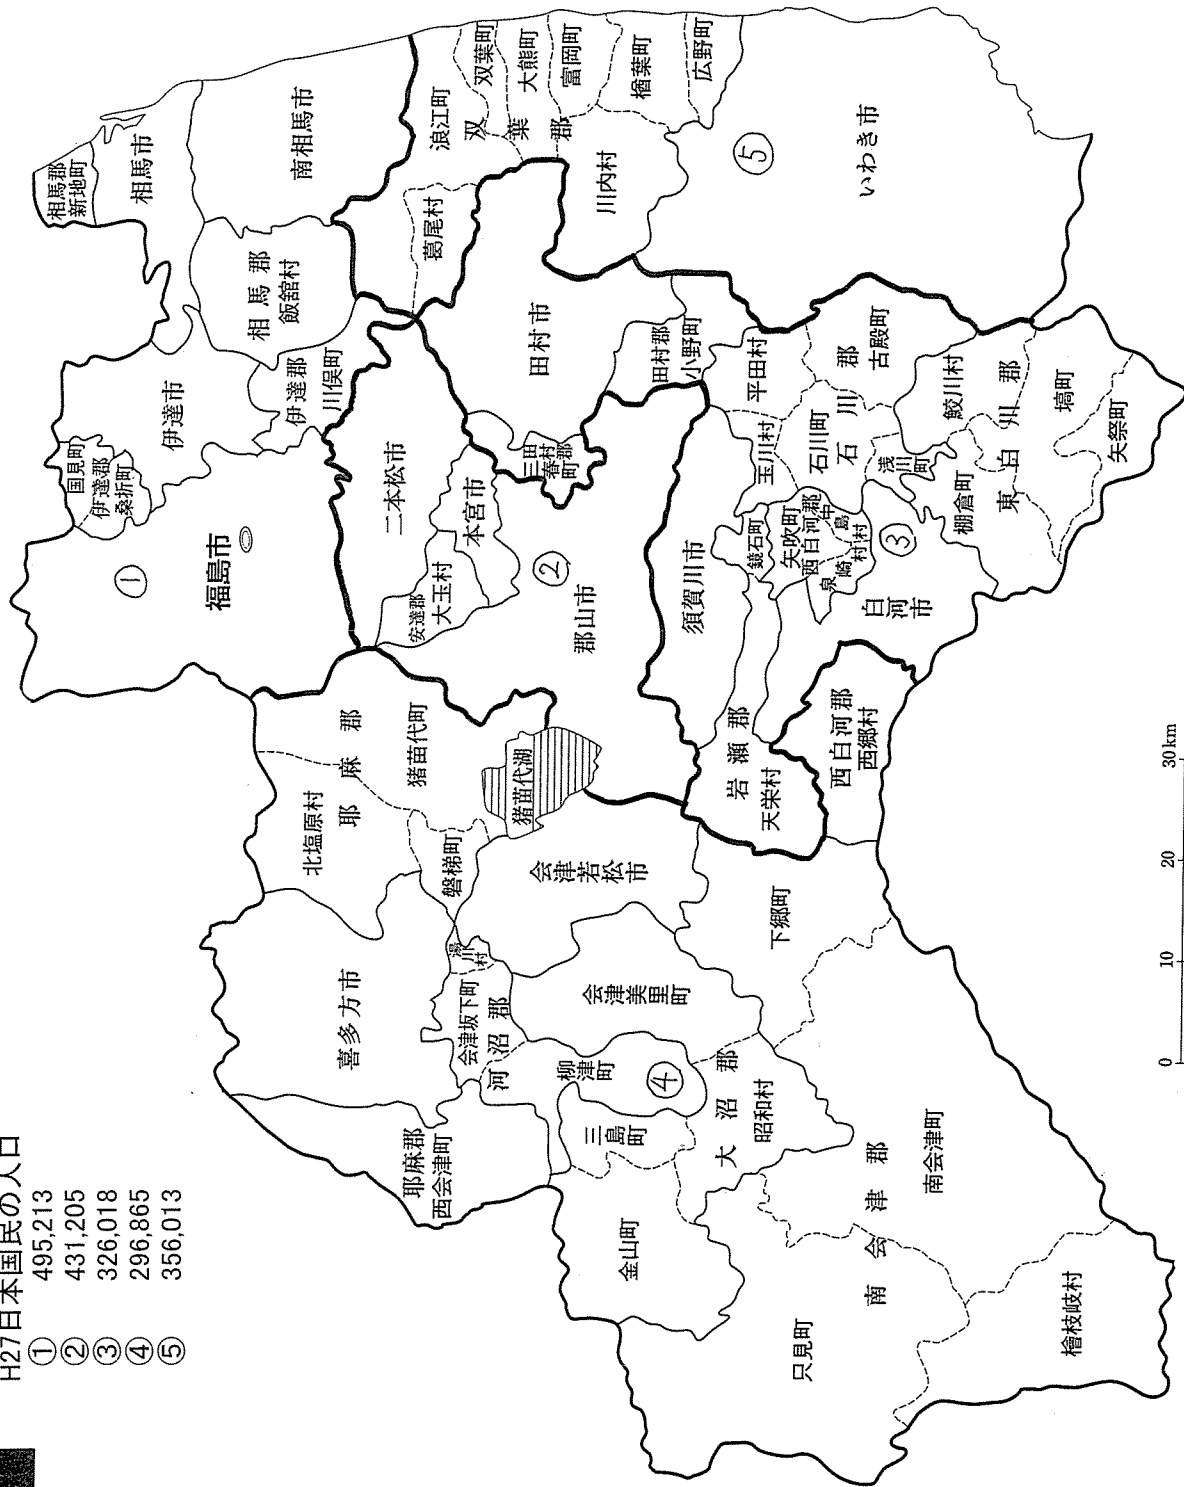 H27日本国民の人口
① 495,213
② 431,205
③ 326,018
④ 296,865
⑤ 356,013
①
福島市
伊達郡
国見町
桑折町
伊達市
伊達郡
川俣町
相馬郡
新地町
相馬市
南相馬市
相馬郡
飯舘村
②
二本松市
本宮市
安達郡
大玉村
郡山市
田村市
田村郡
三春町
田村郡
小野町
双葉郡
浪江町
双葉町
大熊町
富岡町
楢葉町
広野町
葛尾村
川内村
⑤
いわき市
③
須賀川市
鏡石町
岩瀬郡
天栄村
石川郡
玉川村
平田村
石川町
古殿町
浅川町
西白河郡
矢吹町
中島村
泉崎村
白河市
西白河郡
西郷村
東白川郡
鮫川村
棚倉町
塙町
矢祭町
④
耶麻郡
北塩原村
猪苗代町
磐梯町
猪苗代湖
喜多方市
耶麻郡
西会津町
会津若松市
河沼郡
湯川村
会津坂下町
柳津町
大沼郡
会津美里町
三島町
金山町
昭和村
南会津郡
下郷町
只見町
南会津町
檜枝岐村
0 10 20 30km